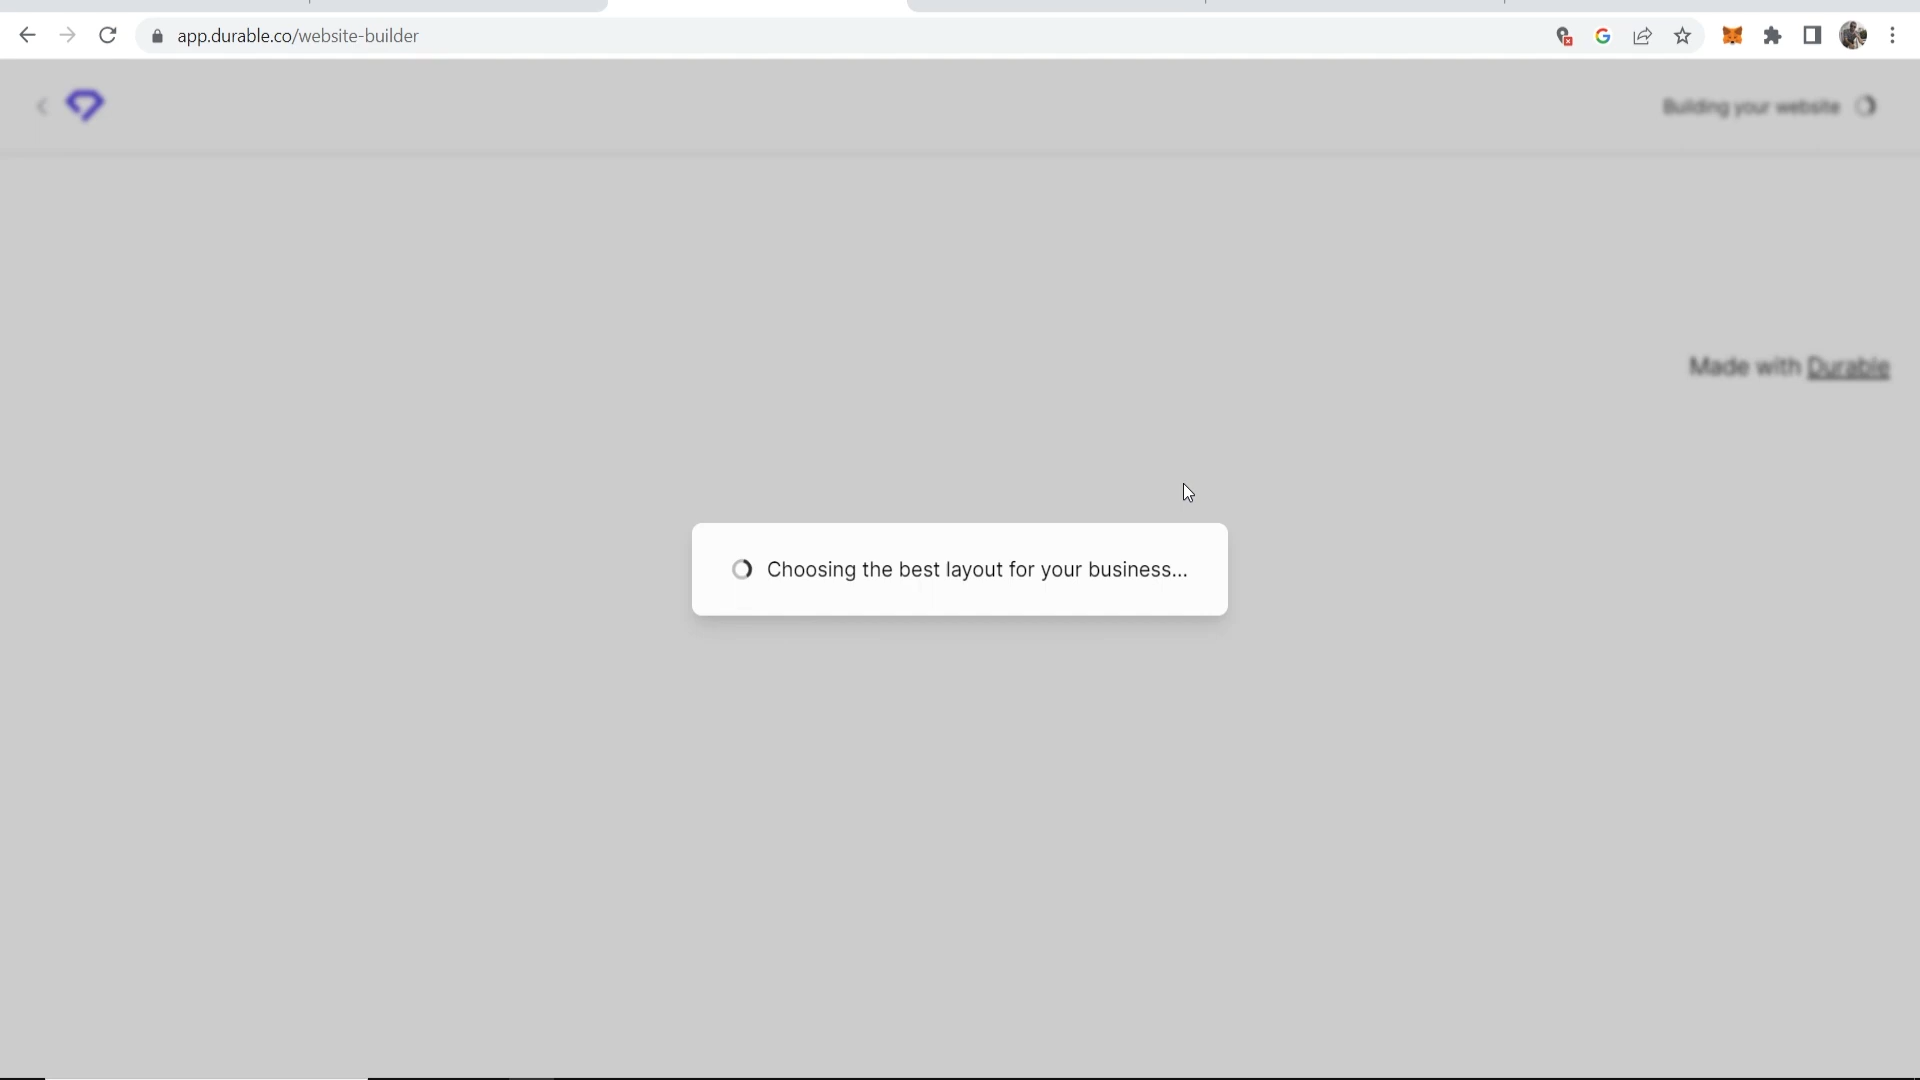 app.durable.co/website-builder
Building your website
Made with Durable
Choosing the best layout for your business...